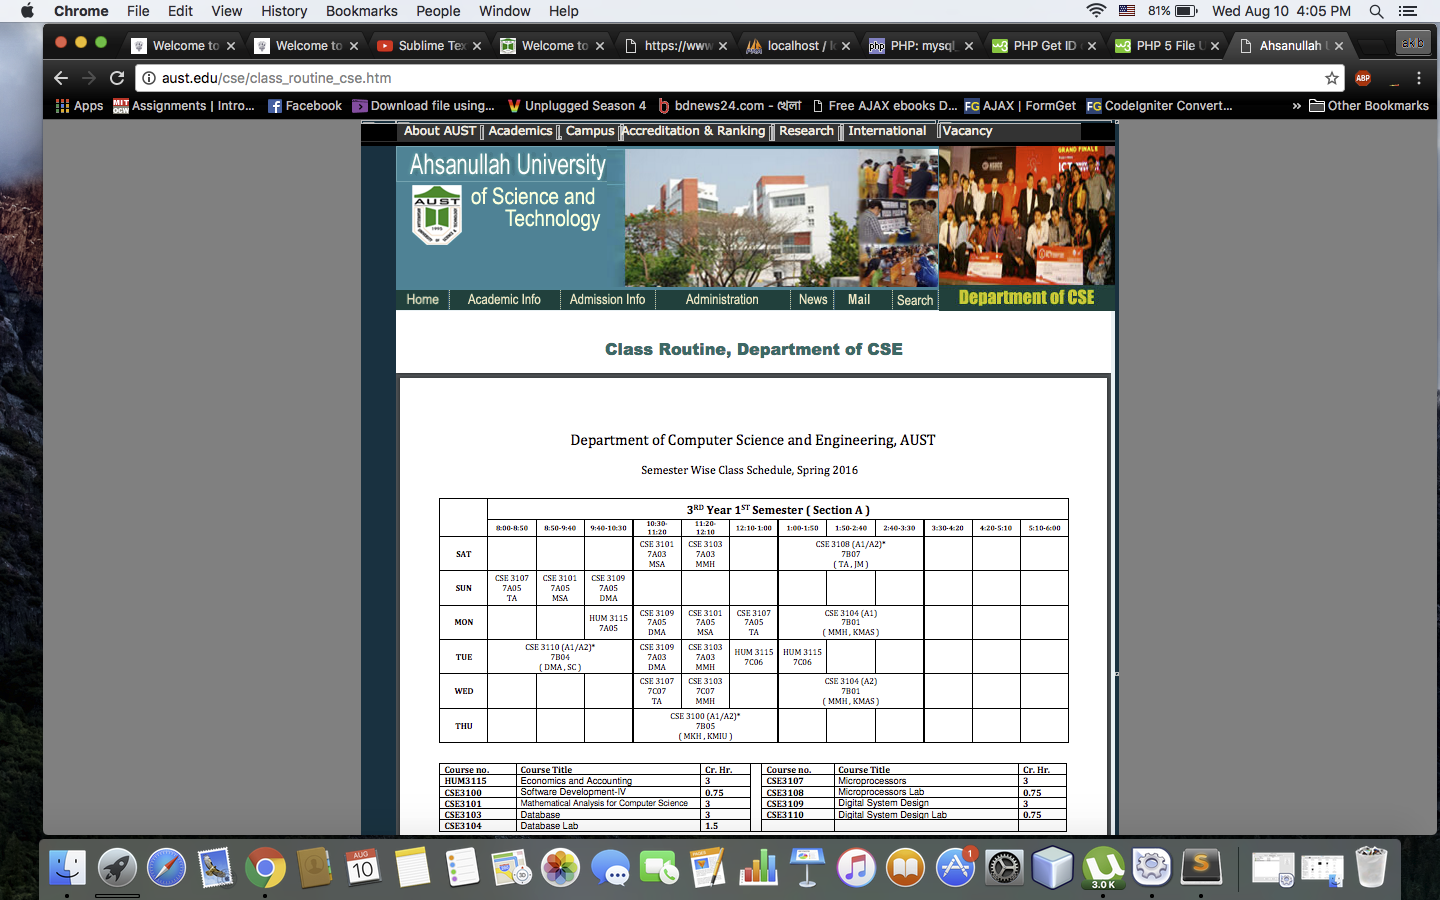 Chrome File Edit View History Bookmarks People Window Help 81% Wed Aug 10 4:05 PM
Welcome to Welcome to Sublime Tex Welcome to https://www localhost / lo PHP: mysql_ PHP Get ID PHP 5 File U Ahsanullah U akib
aust.edu/cse/class_routine_cse.htm ABP
Apps Assignments | Intro... Facebook Download file using... Unplugged Season 4 bdnews24.com - খেলা Free AJAX ebooks D... AJAX | FormGet CodeIgniter Convert... » Other Bookmarks
About AUST Academics Campus Accreditation & Ranking Research International Vacancy
Ahsanullah University
of Science and
Technology
AUST
Home Academic Info Admission Info Administration News Mail Search Department of CSE
Class Routine, Department of CSE
Department of Computer Science and Engineering, AUST
Semester Wise Class Schedule, Spring 2016
3RD Year 1ST Semester ( Section A )
8:00-8:50 8:50-9:40 9:40-10:30 10:30-11:20 11:20-12:10 12:10-1:00 1:00-1:50 1:50-2:40 2:40-3:30 3:30-4:20 4:20-5:10 5:10-6:00
SAT CSE 3101 7A03 MSA CSE 3103 7A03 MMH CSE 3108 (A1/A2)* 7B07 ( TA , JM )
SUN CSE 3107 7A05 TA CSE 3101 7A05 MSA CSE 3109 7A05 DMA
MON HUM 3115 7A05 CSE 3109 7A05 DMA CSE 3101 7A05 MSA CSE 3107 7A05 TA CSE 3104 (A1) 7B01 ( MMH , KMAS )
TUE CSE 3110 (A1/A2)* 7B04 ( DMA , SC ) CSE 3109 7A03 DMA CSE 3103 7A03 MMH HUM 3115 7C06 HUM 3115 7C06
WED CSE 3107 7C07 TA CSE 3103 7C07 MMH CSE 3104 (A2) 7B01 ( MMH , KMAS )
THU CSE 3100 (A1/A2)* 7B05 ( MKH , KMIU )
Course no. Course Title Cr. Hr. Course no. Course Title Cr. Hr.
HUM3115 Economics and Accounting 3 CSE3107 Microprocessors 3
CSE3100 Software Development-IV 0.75 CSE3108 Microprocessors Lab 0.75
CSE3101 Mathematical Analysis for Computer Science 3 CSE3109 Digital System Design 3
CSE3103 Database 3 CSE3110 Digital System Design Lab 0.75
CSE3104 Database Lab 1.5
AUG
10
1
3.0 K